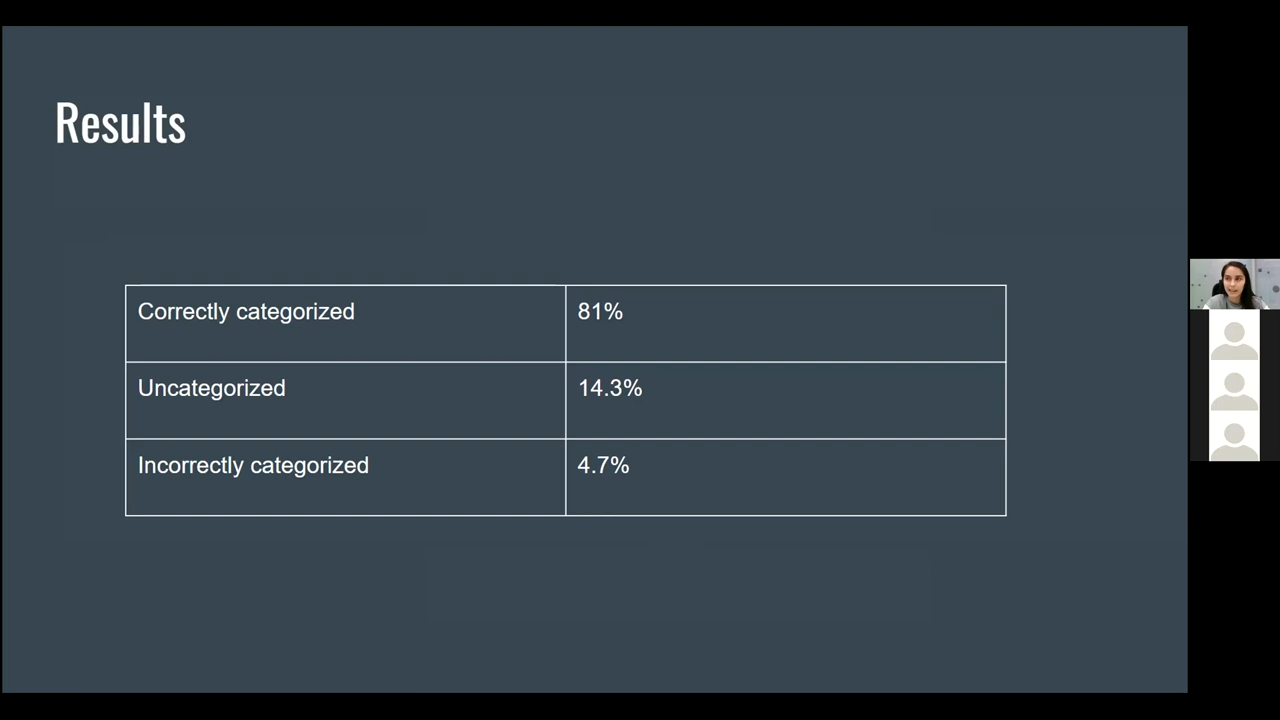 Results
Correctly categorized 81%
Uncategorized 14.3%
Incorrectly categorized 4.7%